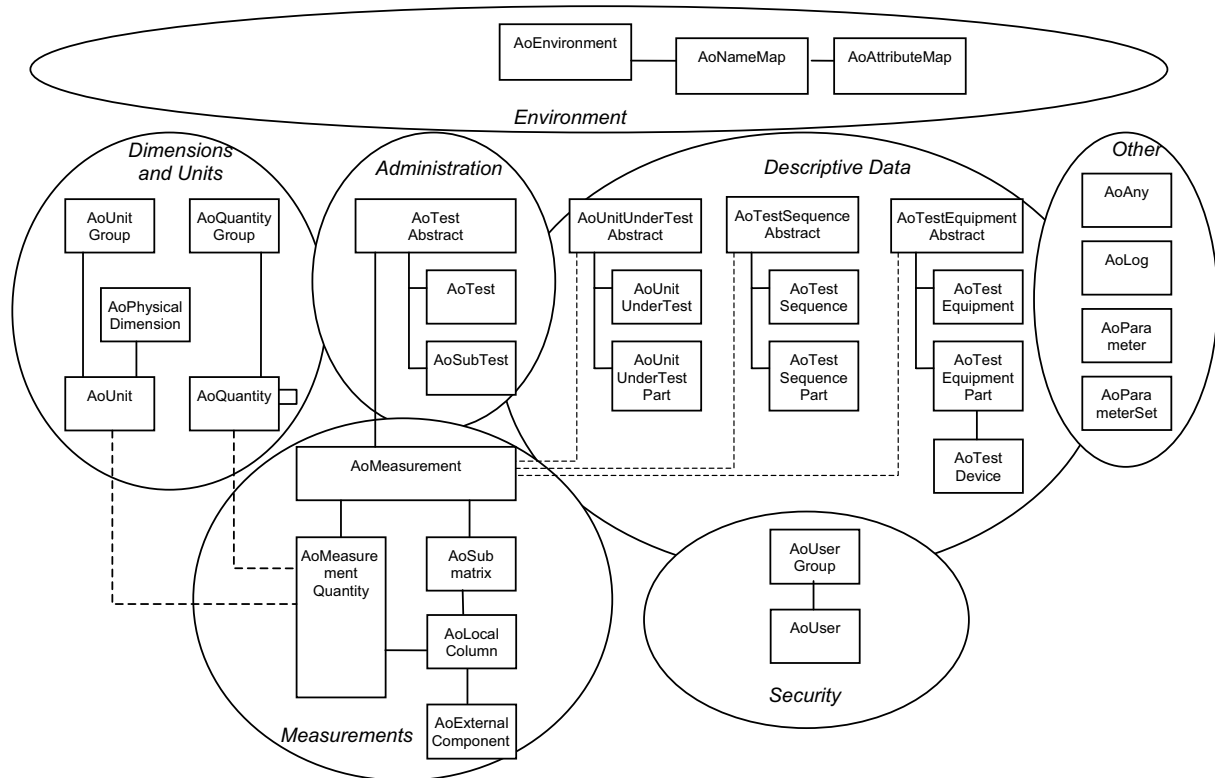 AoEnvironment
AoNameMap
AoAttributeMap
Environment
Dimensions
and Units
AoUnit
Group
AoQuantity
Group
AoPhysical
Dimension
AoUnit
AoQuantity
Administration
AoTest
Abstract
AoTest
AoSubTest
Descriptive Data
AoUnitUnderTest
Abstract
AoUnit
UnderTest
AoUnit
UnderTest
Part
AoTestSequence
Abstract
AoTest
Sequence
AoTest
Sequence
Part
AoTestEquipment
Abstract
AoTest
Equipment
AoTest
Equipment
Part
AoTest
Device
Other
AoAny
AoLog
AoPara
meter
AoPara
meterSet
AoMeasurement
AoMeasure
ment
Quantity
AoSub
matrix
AoLocal
Column
AoExternal
Component
Measurements
AoUser
Group
AoUser
Security